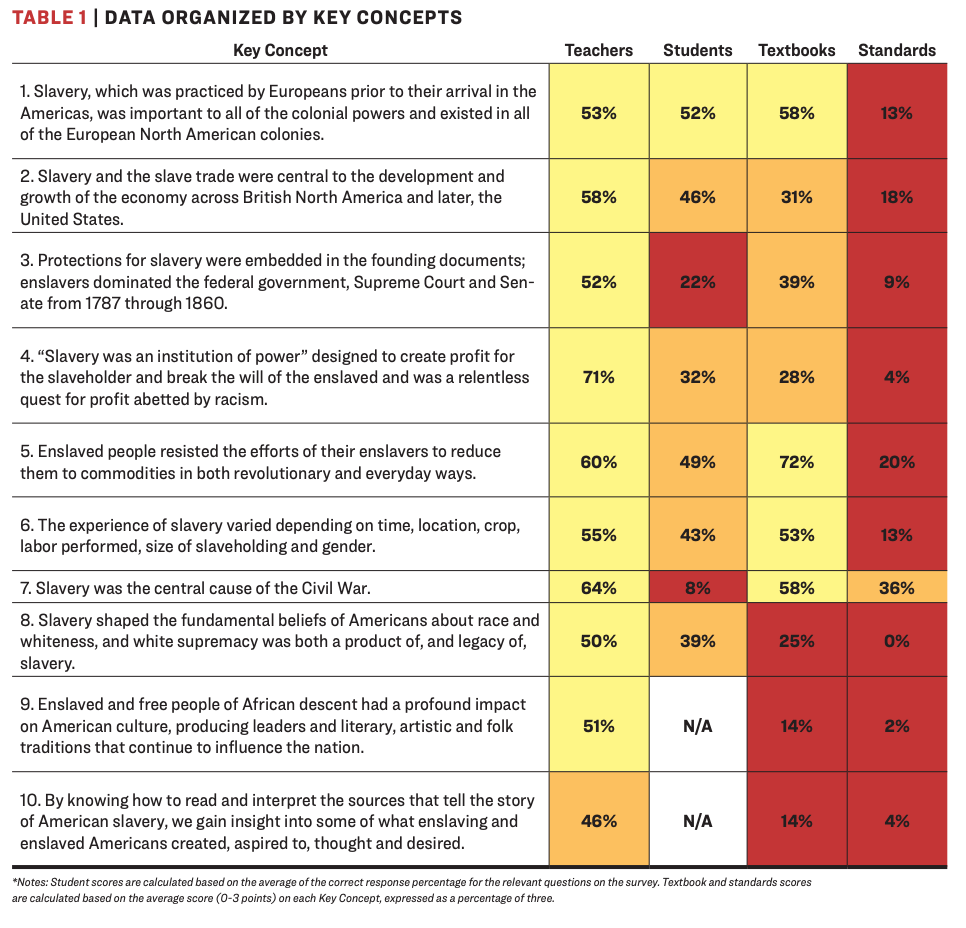 TABLE 1 | DATA ORGANIZED BY KEY CONCEPTS
Key Concept Teachers Students Textbooks Standards
1. Slavery, which was practiced by Europeans prior to their arrival in the
Americas, was important to all of the colonial powers and existed in all
of the European North American colonies.
53% 52% 58% 13%
2. Slavery and the slave trade were central to the development and
growth of the economy across British North America and later, the
United States.
58% 46% 31% 18%
3. Protections for slavery were embedded in the founding documents;
enslavers dominated the federal government, Supreme Court and Sen-
ate from 1787 through 1860.
52% 22% 39% 9%
4. “Slavery was an institution of power” designed to create profit for
the slaveholder and break the will of the enslaved and was a relentless
quest for profit abetted by racism.
71% 32% 28% 4%
5. Enslaved people resisted the efforts of their enslavers to reduce
them to commodities in both revolutionary and everyday ways.
60% 49% 72% 20%
6. The experience of slavery varied depending on time, location, crop,
labor performed, size of slaveholding and gender.
55% 43% 53% 13%
7. Slavery was the central cause of the Civil War. 64% 8% 58% 36%
8. Slavery shaped the fundamental beliefs of Americans about race and
whiteness, and white supremacy was both a product of, and legacy of,
slavery.
50% 39% 25% 0%
9. Enslaved and free people of African descent had a profound impact
on American culture, producing leaders and literary, artistic and folk
traditions that continue to influence the nation.
51% N/A 14% 2%
10. By knowing how to read and interpret the sources that tell the story
of American slavery, we gain insight into some of what enslaving and
enslaved Americans created, aspired to, thought and desired.
46% N/A 14% 4%
*Notes: Student scores are calculated based on the average of the correct response percentage for the relevant questions on the survey. Textbook and standards scores
are calculated based on the average score (0-3 points) on each Key Concept, expressed as a percentage of three.